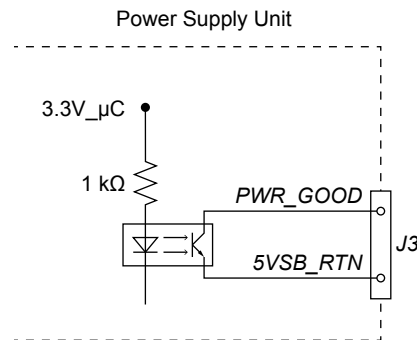 Power Supply Unit
3.3V_µC
1 kΩ
PWR_GOOD
J3
5VSB_RTN